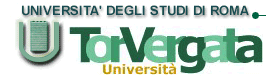 UNIVERSITA' DEGLI STUDI DI ROMA
TorVergata
Università